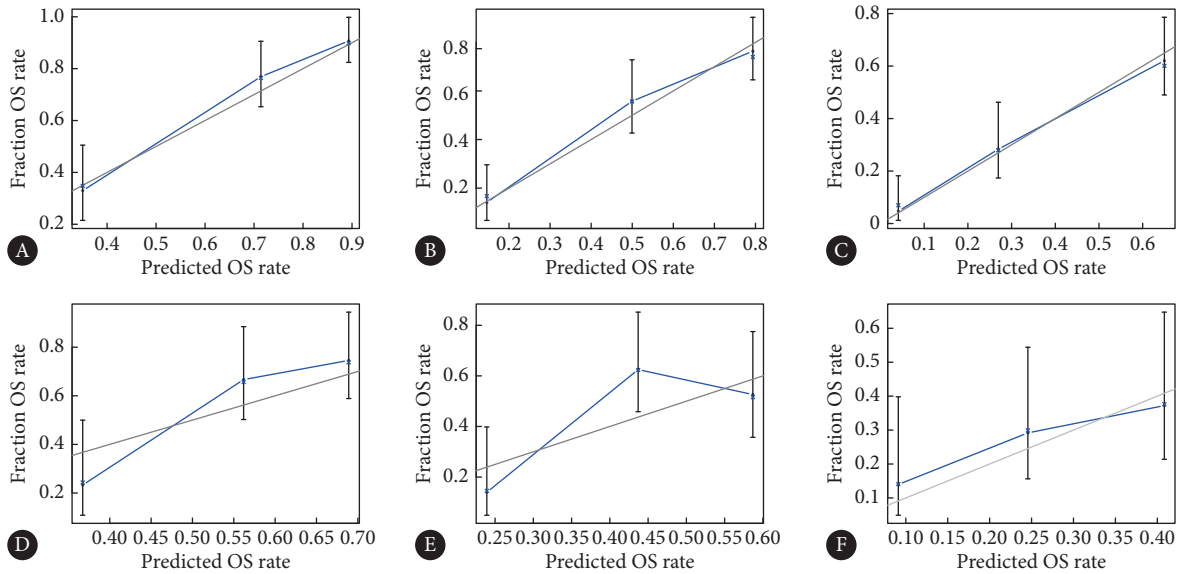 1.0
0.8
0.6
0.4
0.2
Fraction OS rate
0.4 0.5 0.6 0.7 0.8 0.9
Predicted OS rate
A
0.8
0.6
0.4
0.2
Fraction OS rate
0.2 0.3 0.4 0.5 0.6 0.7 0.8
Predicted OS rate
B
0.8
0.6
0.4
0.2
0
Fraction OS rate
0.1 0.2 0.3 0.4 0.5 0.6
Predicted OS rate
C
0.8
0.6
0.4
0.2
Fraction OS rate
0.40 0.45 0.50 0.55 0.60 0.65 0.70
Predicted OS rate
D
0.8
0.6
0.4
0.2
Fraction OS rate
0.25 0.30 0.35 0.40 0.45 0.50 0.55 0.60
Predicted OS rate
E
0.6
0.5
0.4
0.3
0.2
0.1
Fraction OS rate
0.10 0.15 0.20 0.25 0.30 0.35 0.40
Predicted OS rate
F